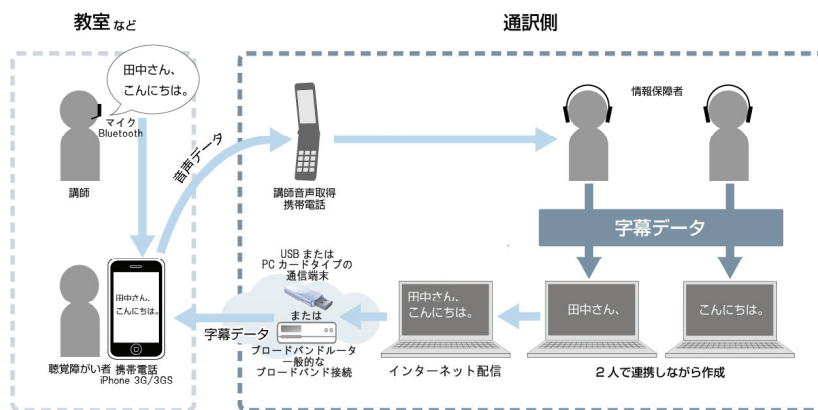 教室など
通訳側
田中さん、
こんにちは。
マイク
Bluetooth
講師
音声データ
講師音声取得
携帯電話
情報保障者
字幕データ
田中さん、
こんにちは。
聴覚障がい者
携帯電話
iPhone 3G/3GS
字幕データ
USB または
PC カードタイプの
通信端末
または
ブロードバンドルータ
一般的な
ブロードバンド接続
田中さん、
こんにちは。
インターネット配信
田中さん、
こんにちは。
2人で連携しながら作成